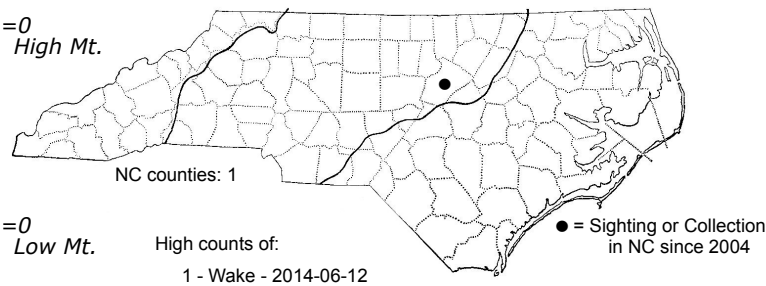 =0
High Mt.
NC counties: 1
=0
Low Mt.
High counts of:
1 - Wake - 2014-06-12
● = Sighting or Collection
in NC since 2004